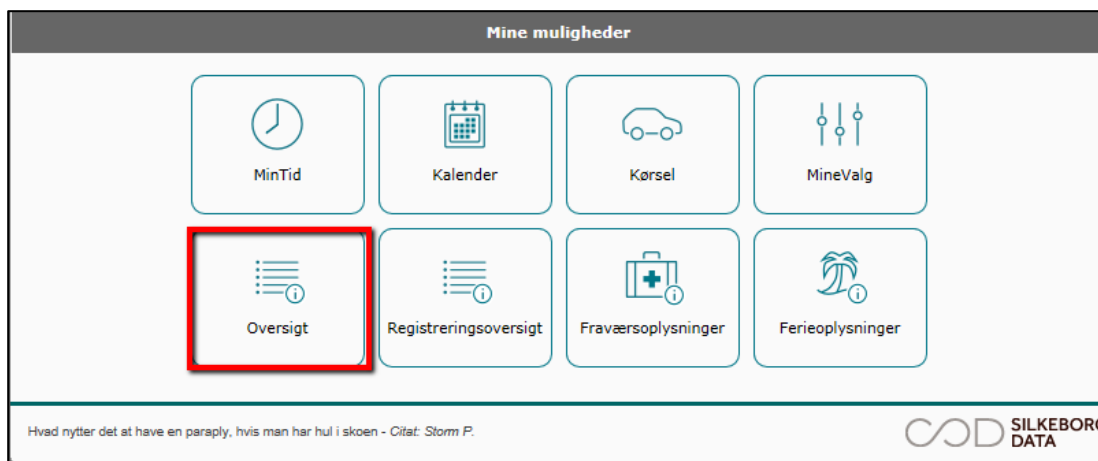 Mine muligheder
MinTid
Kalender
Kørsel
MineValg
Oversigt
Registreringsoversigt
Fraværsoplysninger
Ferieoplysninger
Hvad nytter det at have en paraply, hvis man har hul i skoen - Citat: Storm P.
SILKEBORG
DATA